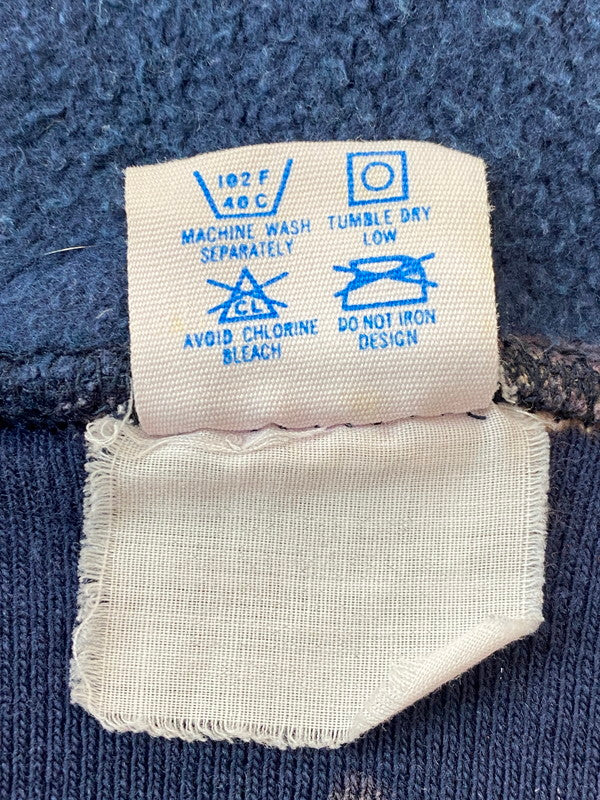 102 F
40 C
MACHINE WASH
SEPARATELY
TUMBLE DRY
LOW
CL
AVOID CHLORINE
BLEACH
DO NOT IRON
DESIGN